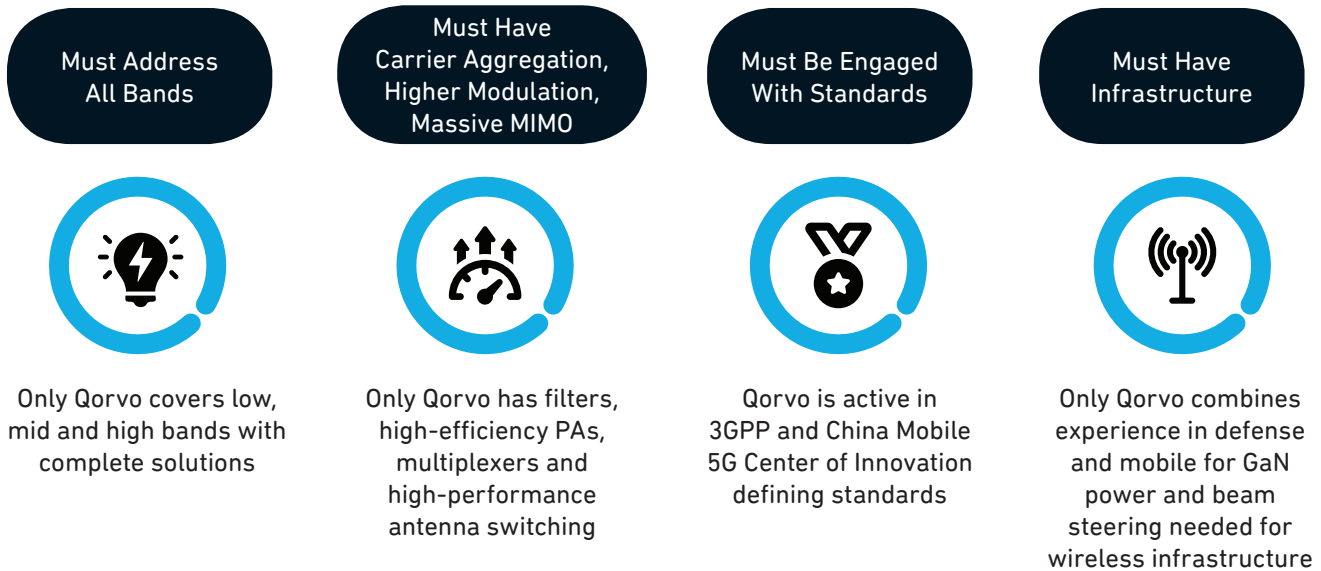 Must Address
All Bands
Must Have
Carrier Aggregation,
Higher Modulation,
Massive MIMO
Must Be Engaged
With Standards
Must Have
Infrastructure
Only Qorvo covers low,
mid and high bands with
complete solutions
Only Qorvo has filters,
high-efficiency PAs,
multiplexers and
high-performance
antenna switching
Qorvo is active in
3GPP and China Mobile
5G Center of Innovation
defining standards
Only Qorvo combines
experience in defense
and mobile for GaN
power and beam
steering needed for
wireless infrastructure